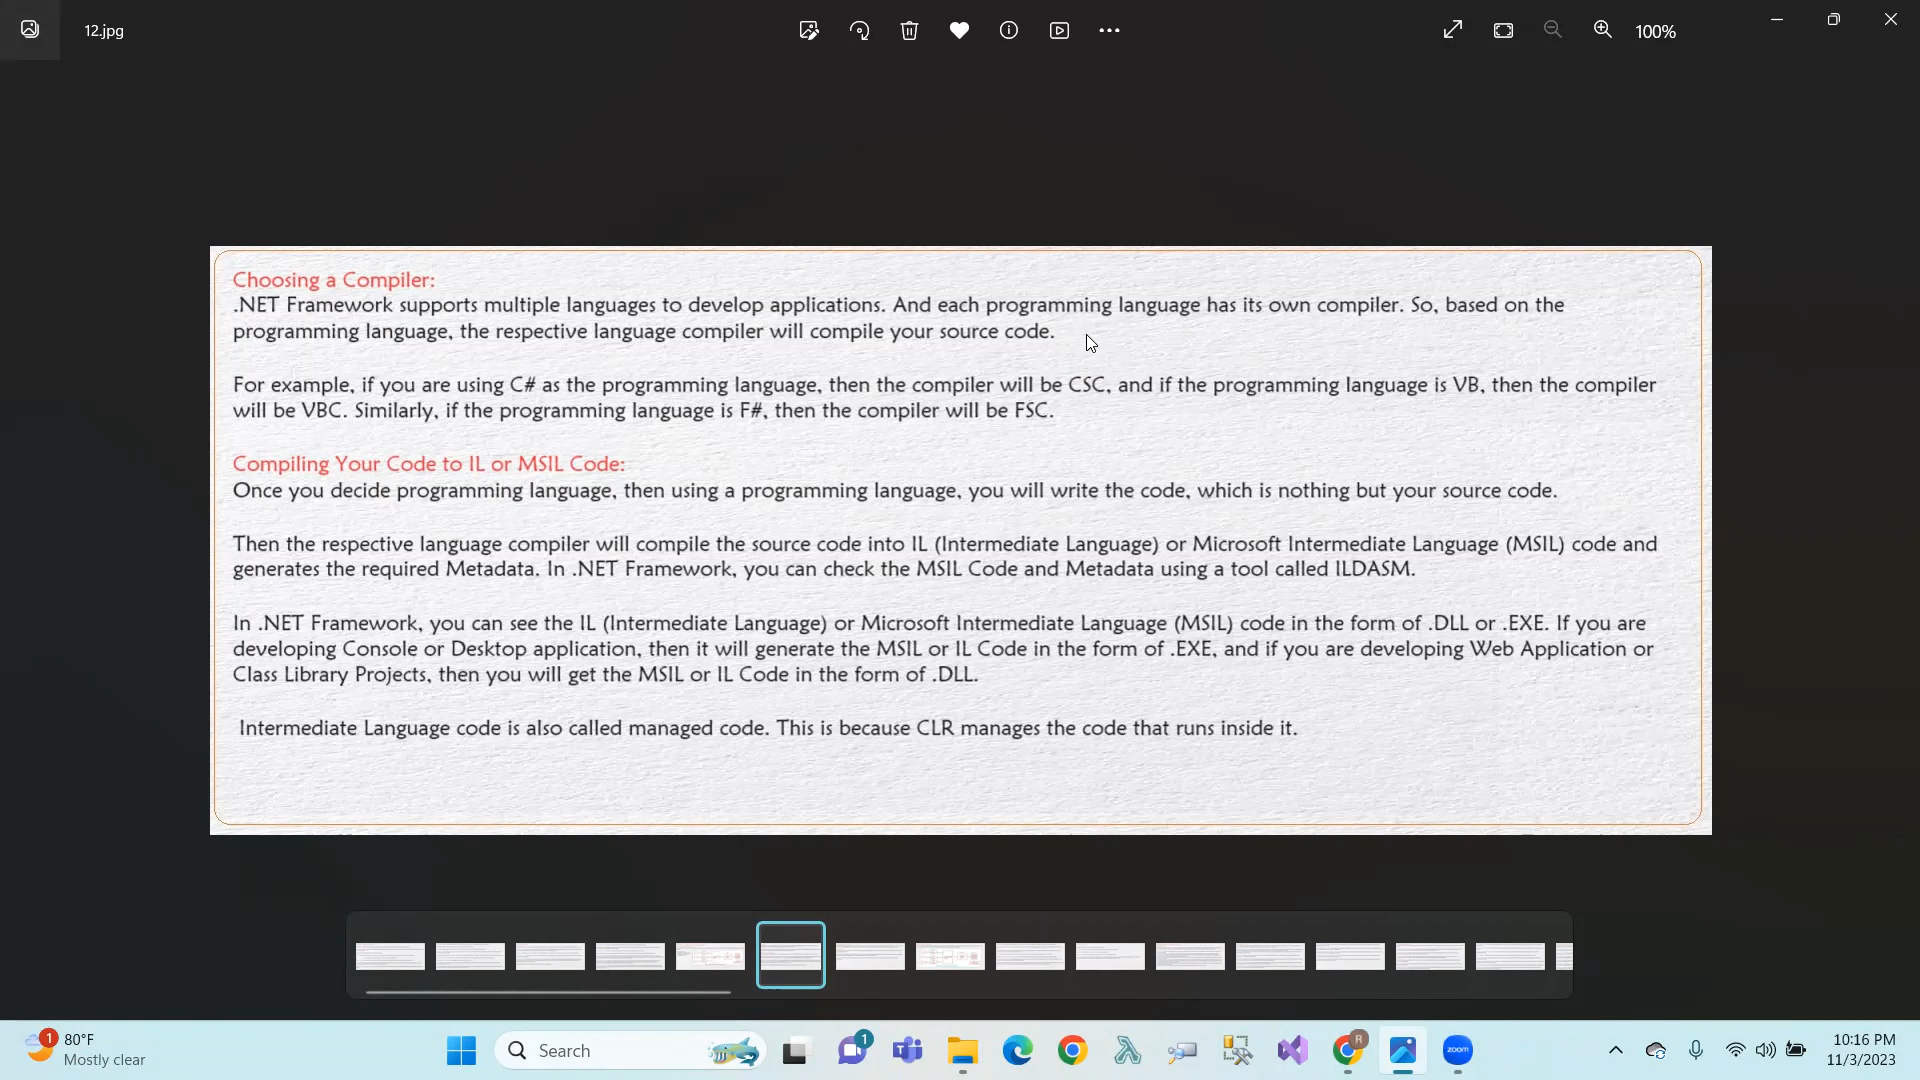 12.jpg
100%
Choosing a Compiler:
.NET Framework supports multiple languages to develop applications. And each programming language has its own compiler. So, based on the
programming language, the respective language compiler will compile your source code.
For example, if you are using C# as the programming language, then the compiler will be CSC, and if the programming language is VB, then the compiler
will be VBC. Similarly, if the programming language is F#, then the compiler will be FSC.
Compiling Your Code to IL or MSIL Code:
Once you decide programming language, then using a programming language, you will write the code, which is nothing but your source code.
Then the respective language compiler will compile the source code into IL (Intermediate Language) or Microsoft Intermediate Language (MSIL) code and
generates the required Metadata. In .NET Framework, you can check the MSIL Code and Metadata using a tool called ILDASM.
In .NET Framework, you can see the IL (Intermediate Language) or Microsoft Intermediate Language (MSIL) code in the form of .DLL or .EXE. If you are
developing Console or Desktop application, then it will generate the MSIL or IL Code in the form of .EXE, and if you are developing Web Application or
Class Library Projects, then you will get the MSIL or IL Code in the form of .DLL.
Intermediate Language code is also called managed code. This is because CLR manages the code that runs inside it.
1
80°F
Mostly clear
Search
1
R
zoom
10:16 PM
11/3/2023